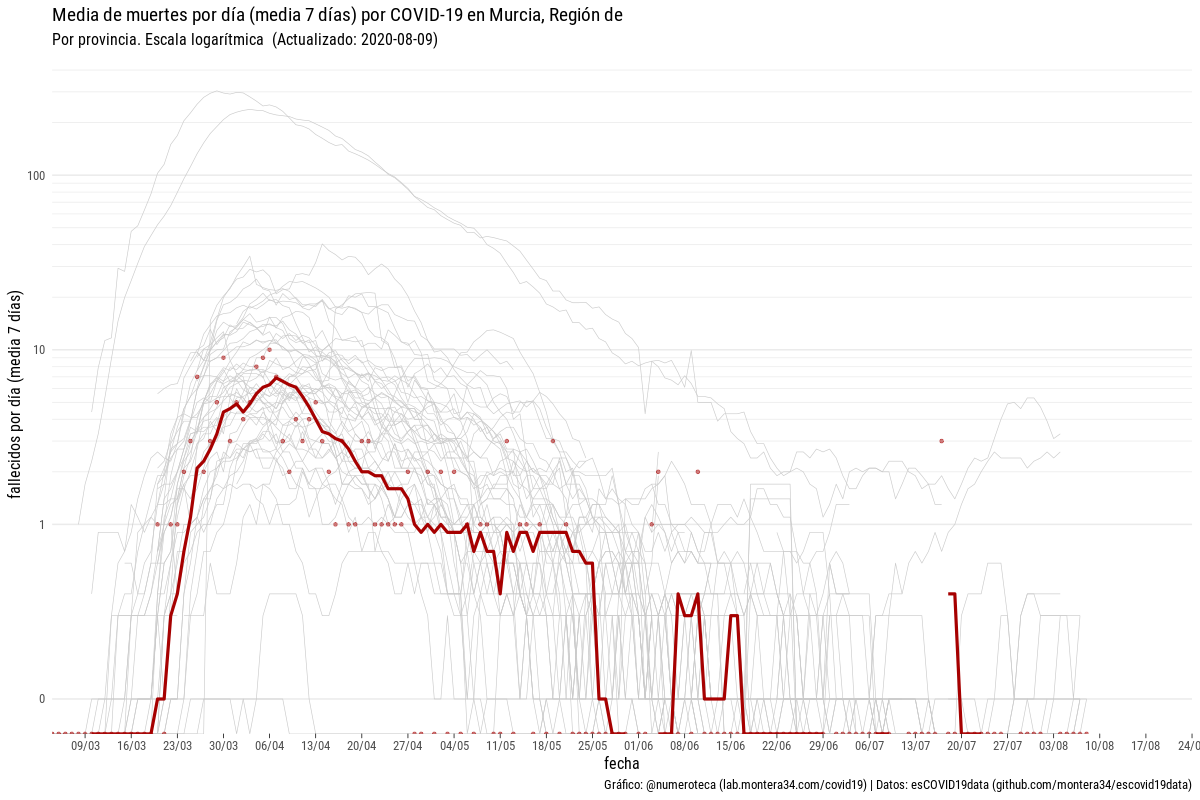 Media de muertes por día (media 7 días) por COVID-19 en Murcia, Región de
Por provincia. Escala logarítmica (Actualizado: 2020-08-09)
fallecidos por día (media 7 días)
100
10
1
0
09/03 16/03 23/03 30/03 06/04 13/04 20/04 27/04 04/05 11/05 18/05 25/05 01/06 08/06 15/06 22/06 29/06 06/07 13/07 20/07 27/07 03/08 10/08 17/08 24/0
fecha
Gráfico: @numeroteca (lab.montera34.com/covid19) | Datos: esCOVID19data (github.com/montera34/escovid19data)